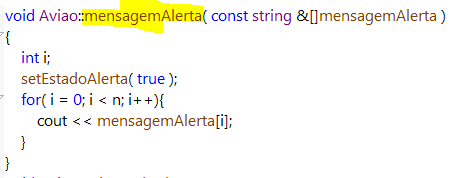 void Aviao::mensagemAlerta( const string &[]mensagemAlerta )
{
int i;
setEstadoAlerta( true );
for( i = 0; i < n; i++){
cout << mensagemAlerta[i];
}
}